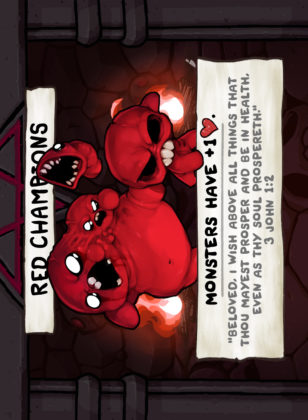 RED CHAMPIONS
MONSTERS HAVE +1❤.
"BELOVED, I WISH ABOVE ALL THINGS THAT
THOU MAYEST PROSPER AND BE IN HEALTH,
EVEN AS THY SOUL PROSPERETH."
3 JOHN 1:2